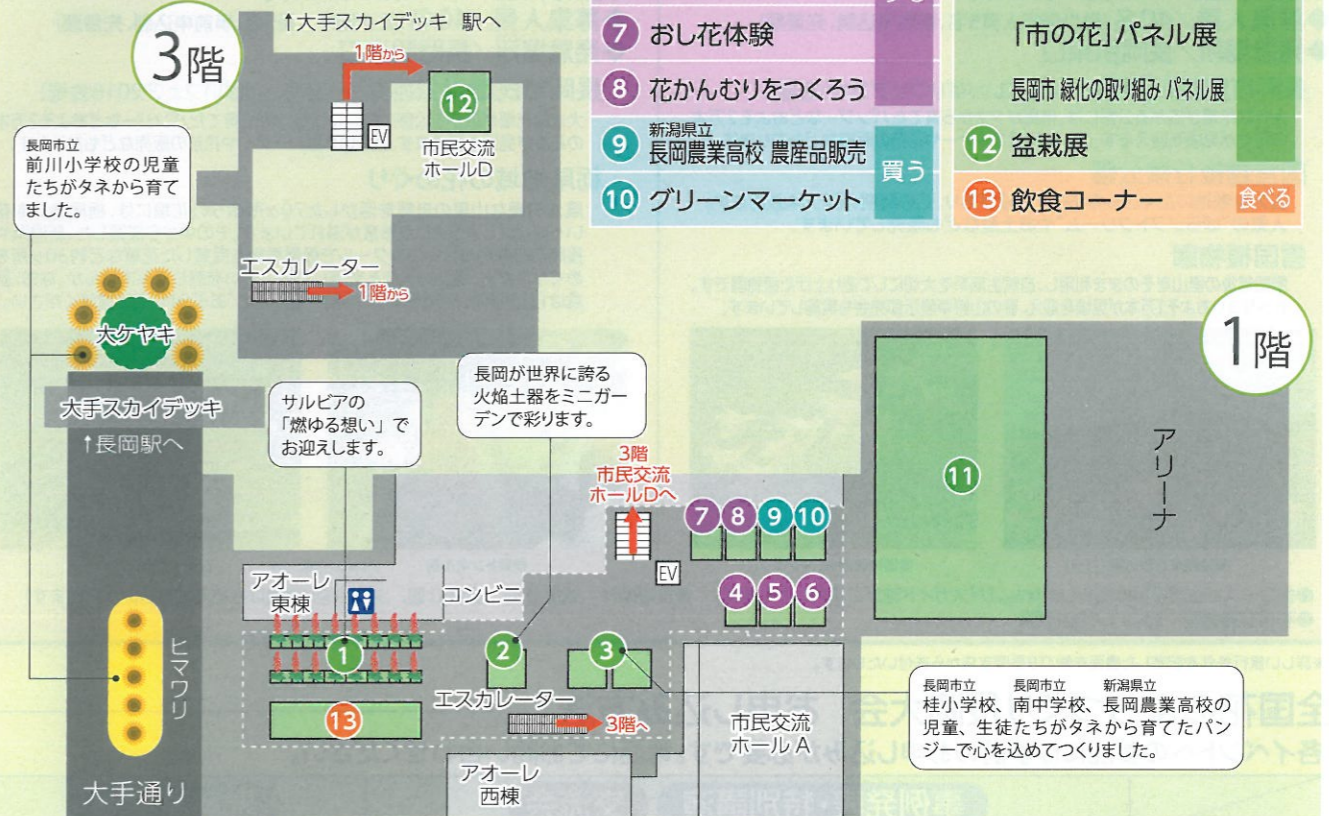 3階
↑大手スカイデッキ 駅へ
1階から
EV
12
市民交流
ホールD
長岡市立
前川小学校の児童
たちがタネから育て
ました。
エスカレーター
1階から
大ケヤキ
大手スカイデッキ
↑長岡駅へ
ヒマワリ
大手通り
7 おし花体験
8 花かんむりをつくろう
新潟県立
9 長岡農業高校 農産品販売
10 グリーンマーケット
買う
「市の花」パネル展
長岡市 緑化の取り組み パネル展
12 盆栽展
13 飲食コーナー
食べる
1階
サルビアの
「燃ゆる想い」で
お迎えします。
長岡が世界に誇る
火焔土器をミニガー
デンで彩ります。
3階
市民交流
ホールDへ
EV
7 8 9 10
4 5 6
11
アリーナ
アオーレ
東棟
コンビニ
1
2
3
13
エスカレーター
3階へ
市民交流
ホールA
アオーレ
西棟
長岡市立 長岡市立 新潟県立
桂小学校、南中学校、長岡農業高校の
児童、生徒たちがタネから育てたパン
ジーで心を込めてつくりました。